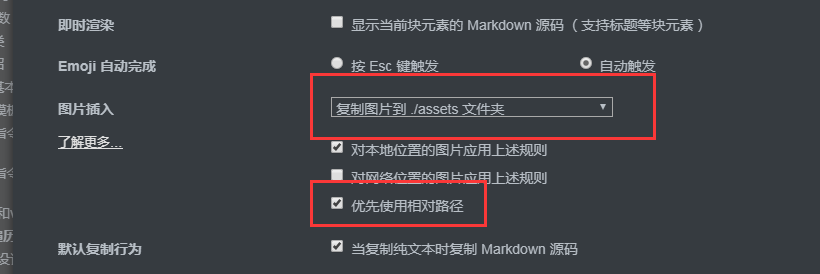 即时渲染 显示当前块元素的 Markdown 源码（支持标题等块元素）
Emoji 自动完成 按 Esc 键触发 自动触发
图片插入 复制图片到 ./assets 文件夹
了解更多... 对本地位置的图片应用上述规则
对网络位置的图片应用上述规则
优先使用相对路径
默认复制行为 当复制纯文本时复制 Markdown 源码